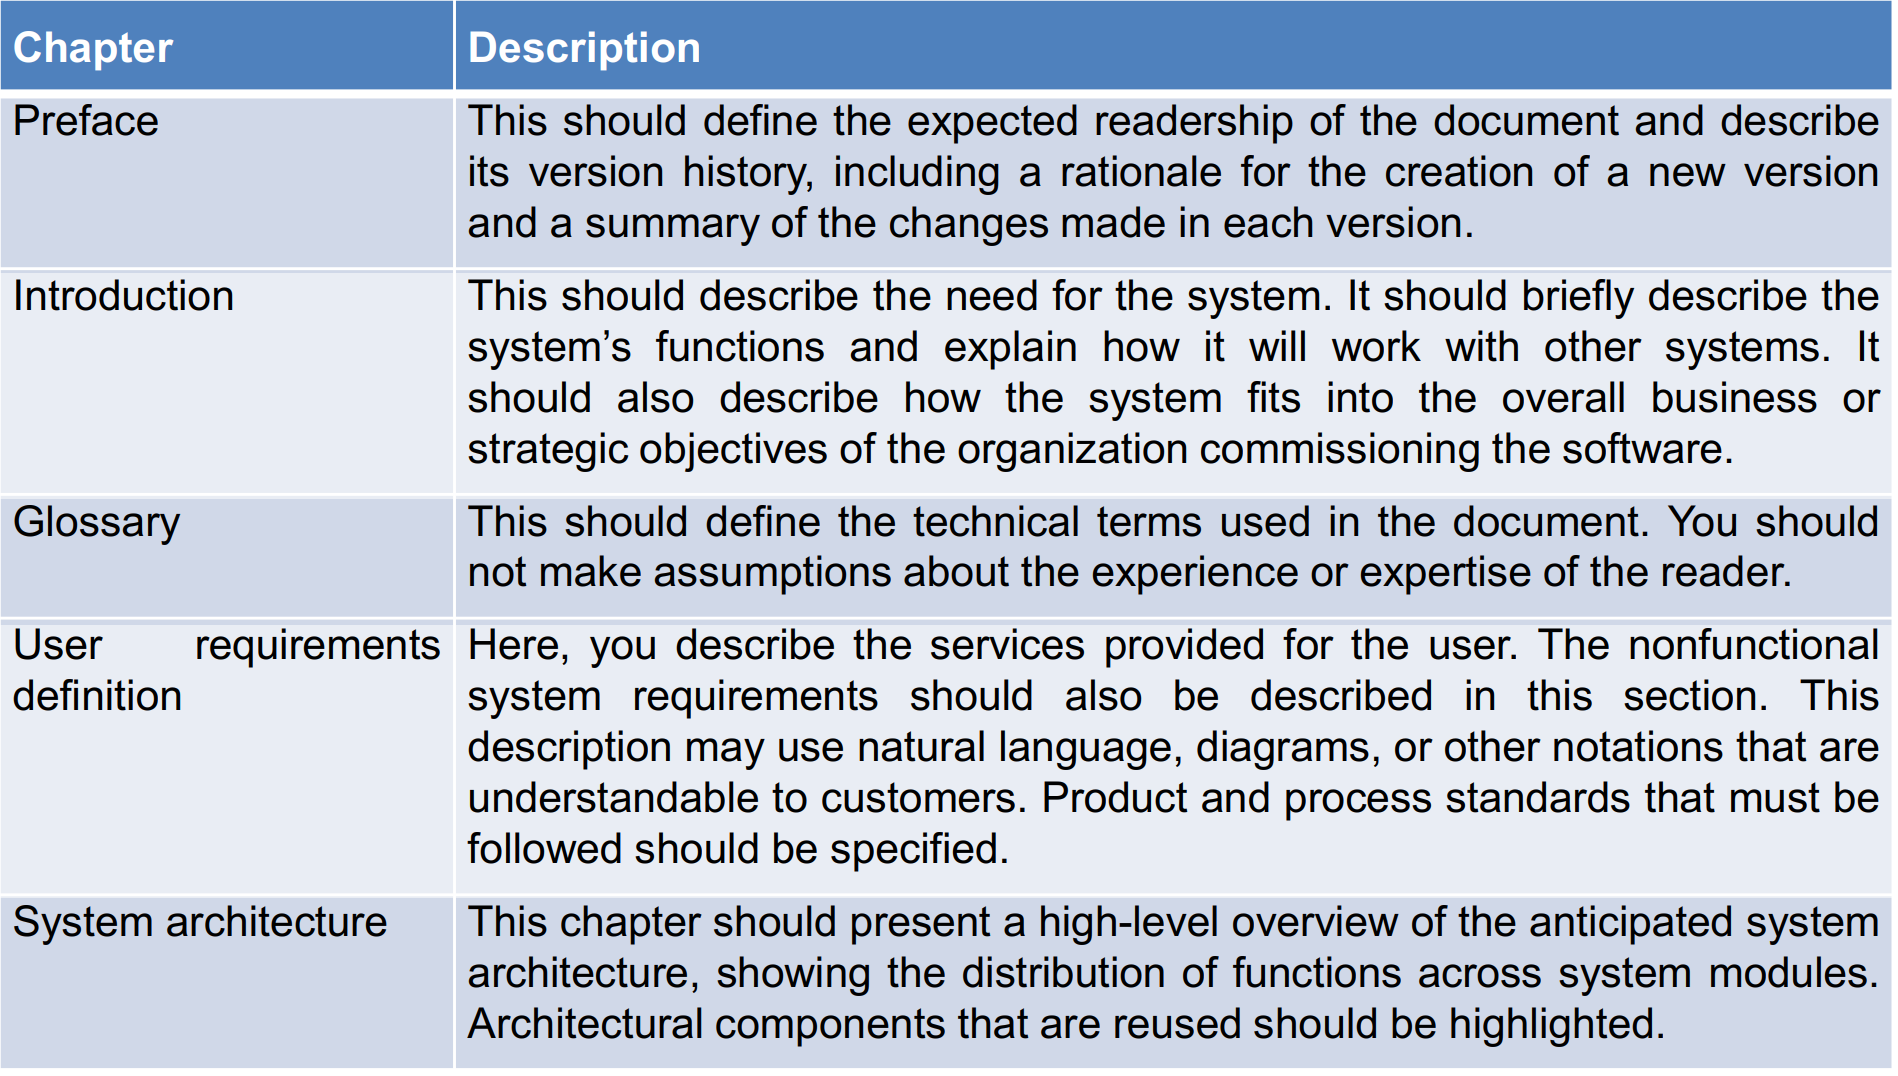 Chapter
Description
Preface
This should define the expected readership of the document and describe
its version history, including a rationale for the creation of a new version
and a summary of the changes made in each version.
Introduction
This should describe the need for the system. It should briefly describe the
system’s functions and explain how it will work with other systems. It
should also describe how the system fits into the overall business or
strategic objectives of the organization commissioning the software.
Glossary
This should define the technical terms used in the document. You should
not make assumptions about the experience or expertise of the reader.
User requirements
definition
Here, you describe the services provided for the user. The nonfunctional
system requirements should also be described in this section. This
description may use natural language, diagrams, or other notations that are
understandable to customers. Product and process standards that must be
followed should be specified.
System architecture
This chapter should present a high-level overview of the anticipated system
architecture, showing the distribution of functions across system modules.
Architectural components that are reused should be highlighted.